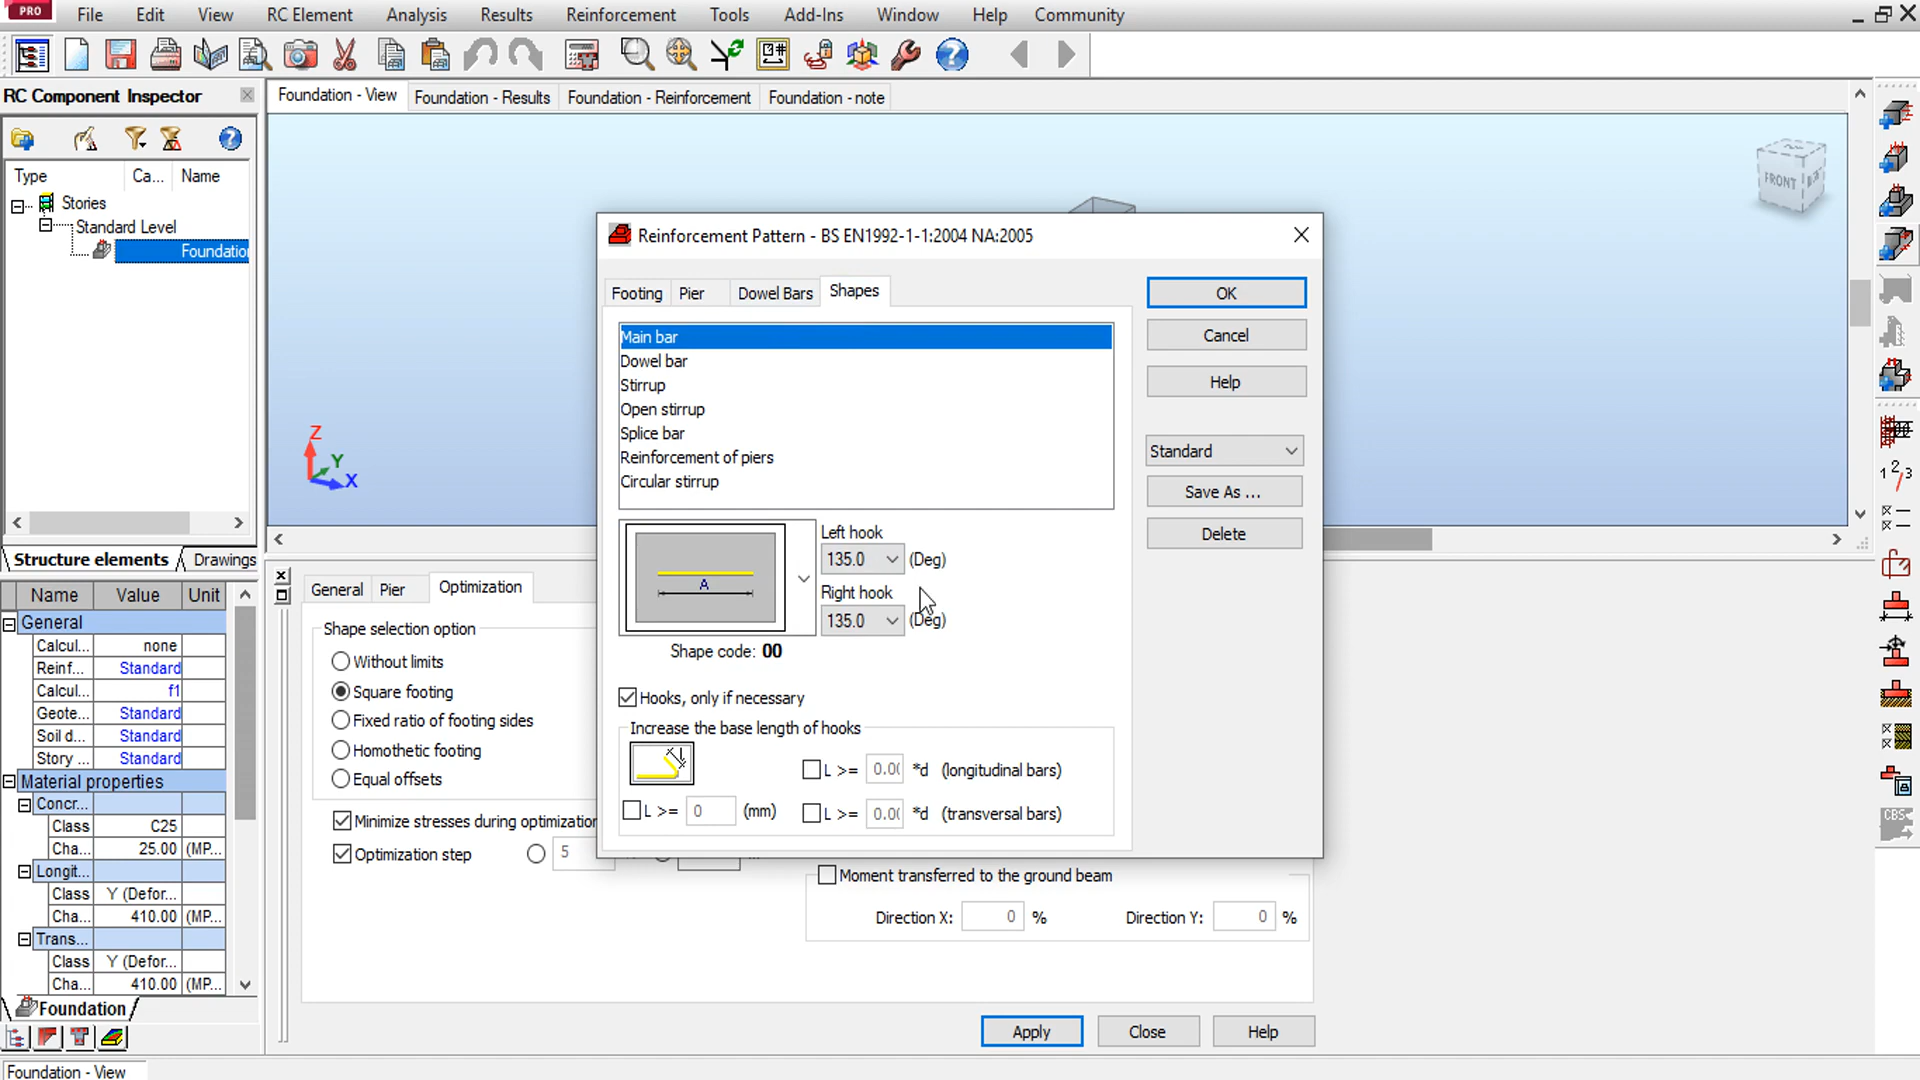 PRO File Edit View RC Element Analysis Results Reinforcement Tools Add-Ins Window Help Community
RC Component Inspector
Foundation - View Foundation - Results Foundation - Reinforcement Foundation - note
Type Ca... Name
Stories
Standard Level
Foundatio
FRONT
Z
Y
X
Structure elements Drawings
Name Value Unit
General
Calcul... none
Reinf... Standard
Calcul... f1
Geote... Standard
Soil d... Standard
Story ... Standard
Material properties
Concr...
Class C25
Cha... 25.00 (MP...
Longit...
Class Y (Defor...
Cha... 410.00 (MP...
Trans...
Class Y (Defor...
Cha... 410.00 (MP...
Foundation
Foundation - View
Reinforcement Pattern - BS EN1992-1-1:2004 NA:2005
Footing Pier Dowel Bars Shapes
Main bar
Dowel bar
Stirrup
Open stirrup
Splice bar
Reinforcement of piers
Circular stirrup
OK
Cancel
Help
Standard
Save As ...
Delete
A
Left hook
135.0 (Deg)
Right hook
135.0 (Deg)
Shape code: 00
Hooks, only if necessary
Increase the base length of hooks
L >= 0 (mm)
L >= 0.0( *d (longitudinal bars)
L >= 0.0( *d (transversal bars)
General Pier Optimization
Shape selection option
Without limits
Square footing
Fixed ratio of footing sides
Homothetic footing
Equal offsets
Minimize stresses during optimization
Optimization step 5
Moment transferred to the ground beam
Direction X: 0 % Direction Y: 0 %
Apply Close Help
1 2/3
CBS